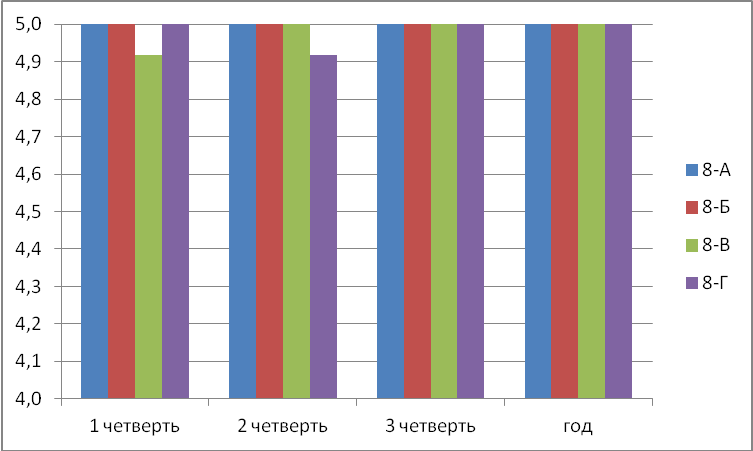 5,0
4,9
4,8
4,7
4,6
4,5
4,4
4,3
4,2
4,1
4,0
1 четверть
2 четверть
3 четверть
год
8-А
8-Б
8-В
8-Г